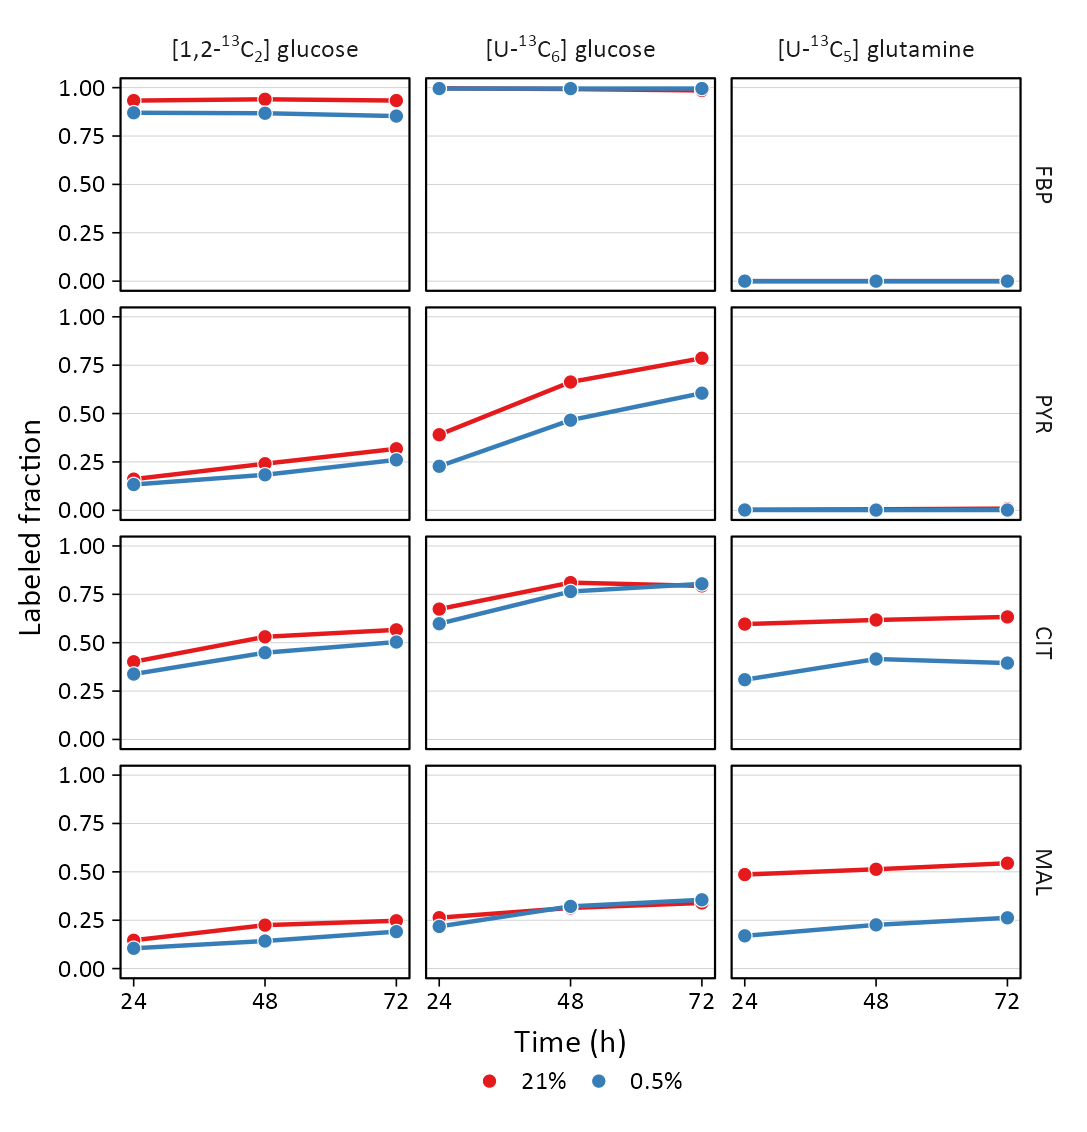 [1,2-¹³C₂] glucose [U-¹³C₆] glucose [U-¹³C₅] glutamine
1.00
0.75
0.50
0.25
0.00
FBP
1.00
0.75
0.50
0.25
0.00
PYR
Labeled fraction
1.00
0.75
0.50
0.25
0.00
CIT
1.00
0.75
0.50
0.25
0.00
MAL
24 48 72 24 48 72 24 48 72
Time (h)
21% 0.5%